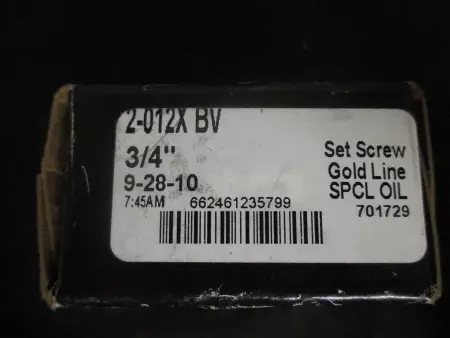 2-012X BV
3/4"
9-28-10
7:45AM 662461235799
Set Screw
Gold Line
SPCL OIL
701729